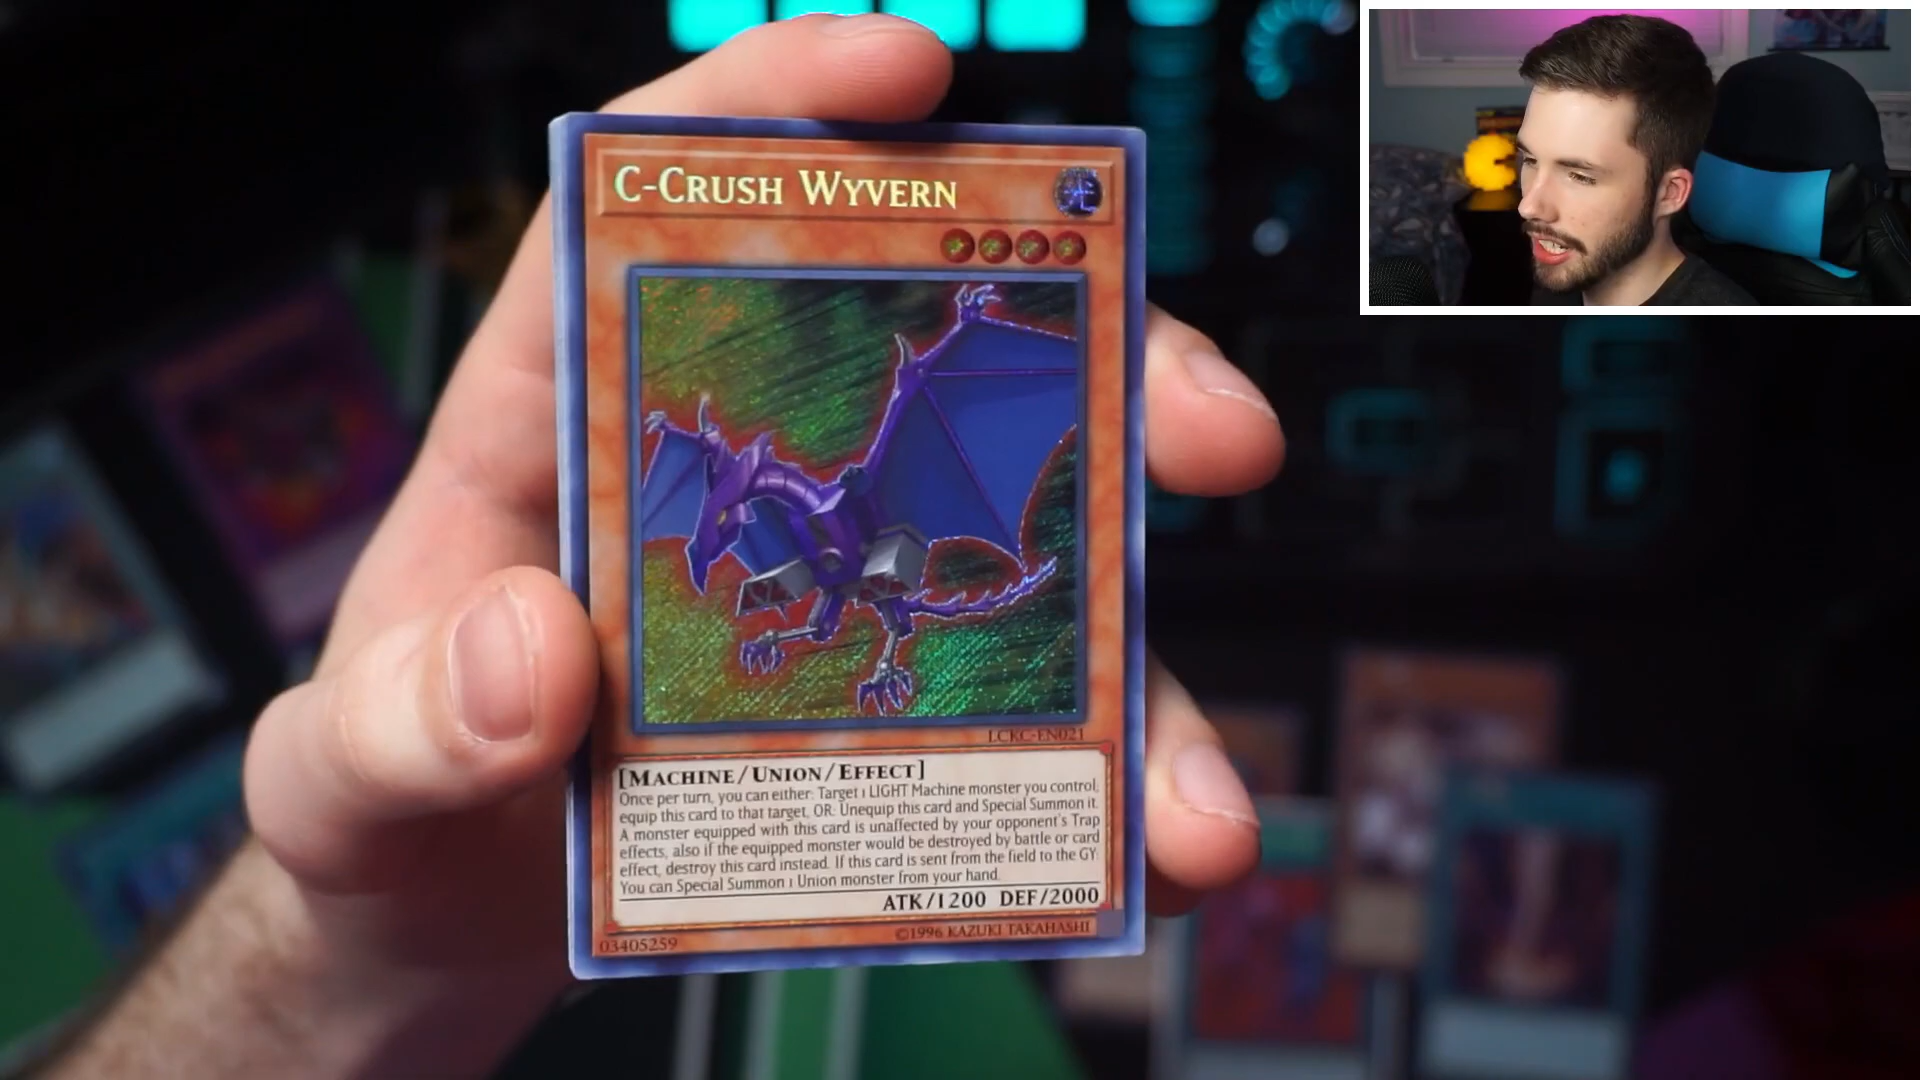 C-CRUSH WYVERN
LCKC-EN021
[MACHINE/UNION/EFFECT]
Once per turn, you can either: Target 1 LIGHT Machine monster you control;
equip this card to that target, OR: Unequip this card and Special Summon it.
A monster equipped with this card is unaffected by your opponent's Trap
effects, also if the equipped monster would be destroyed by battle or card
effect, destroy this card instead. If this card is sent from the field to the GY:
You can Special Summon 1 Union monster from your hand.
ATK/1200 DEF/2000
03405259
©1996 KAZUKI TAKAHASHI